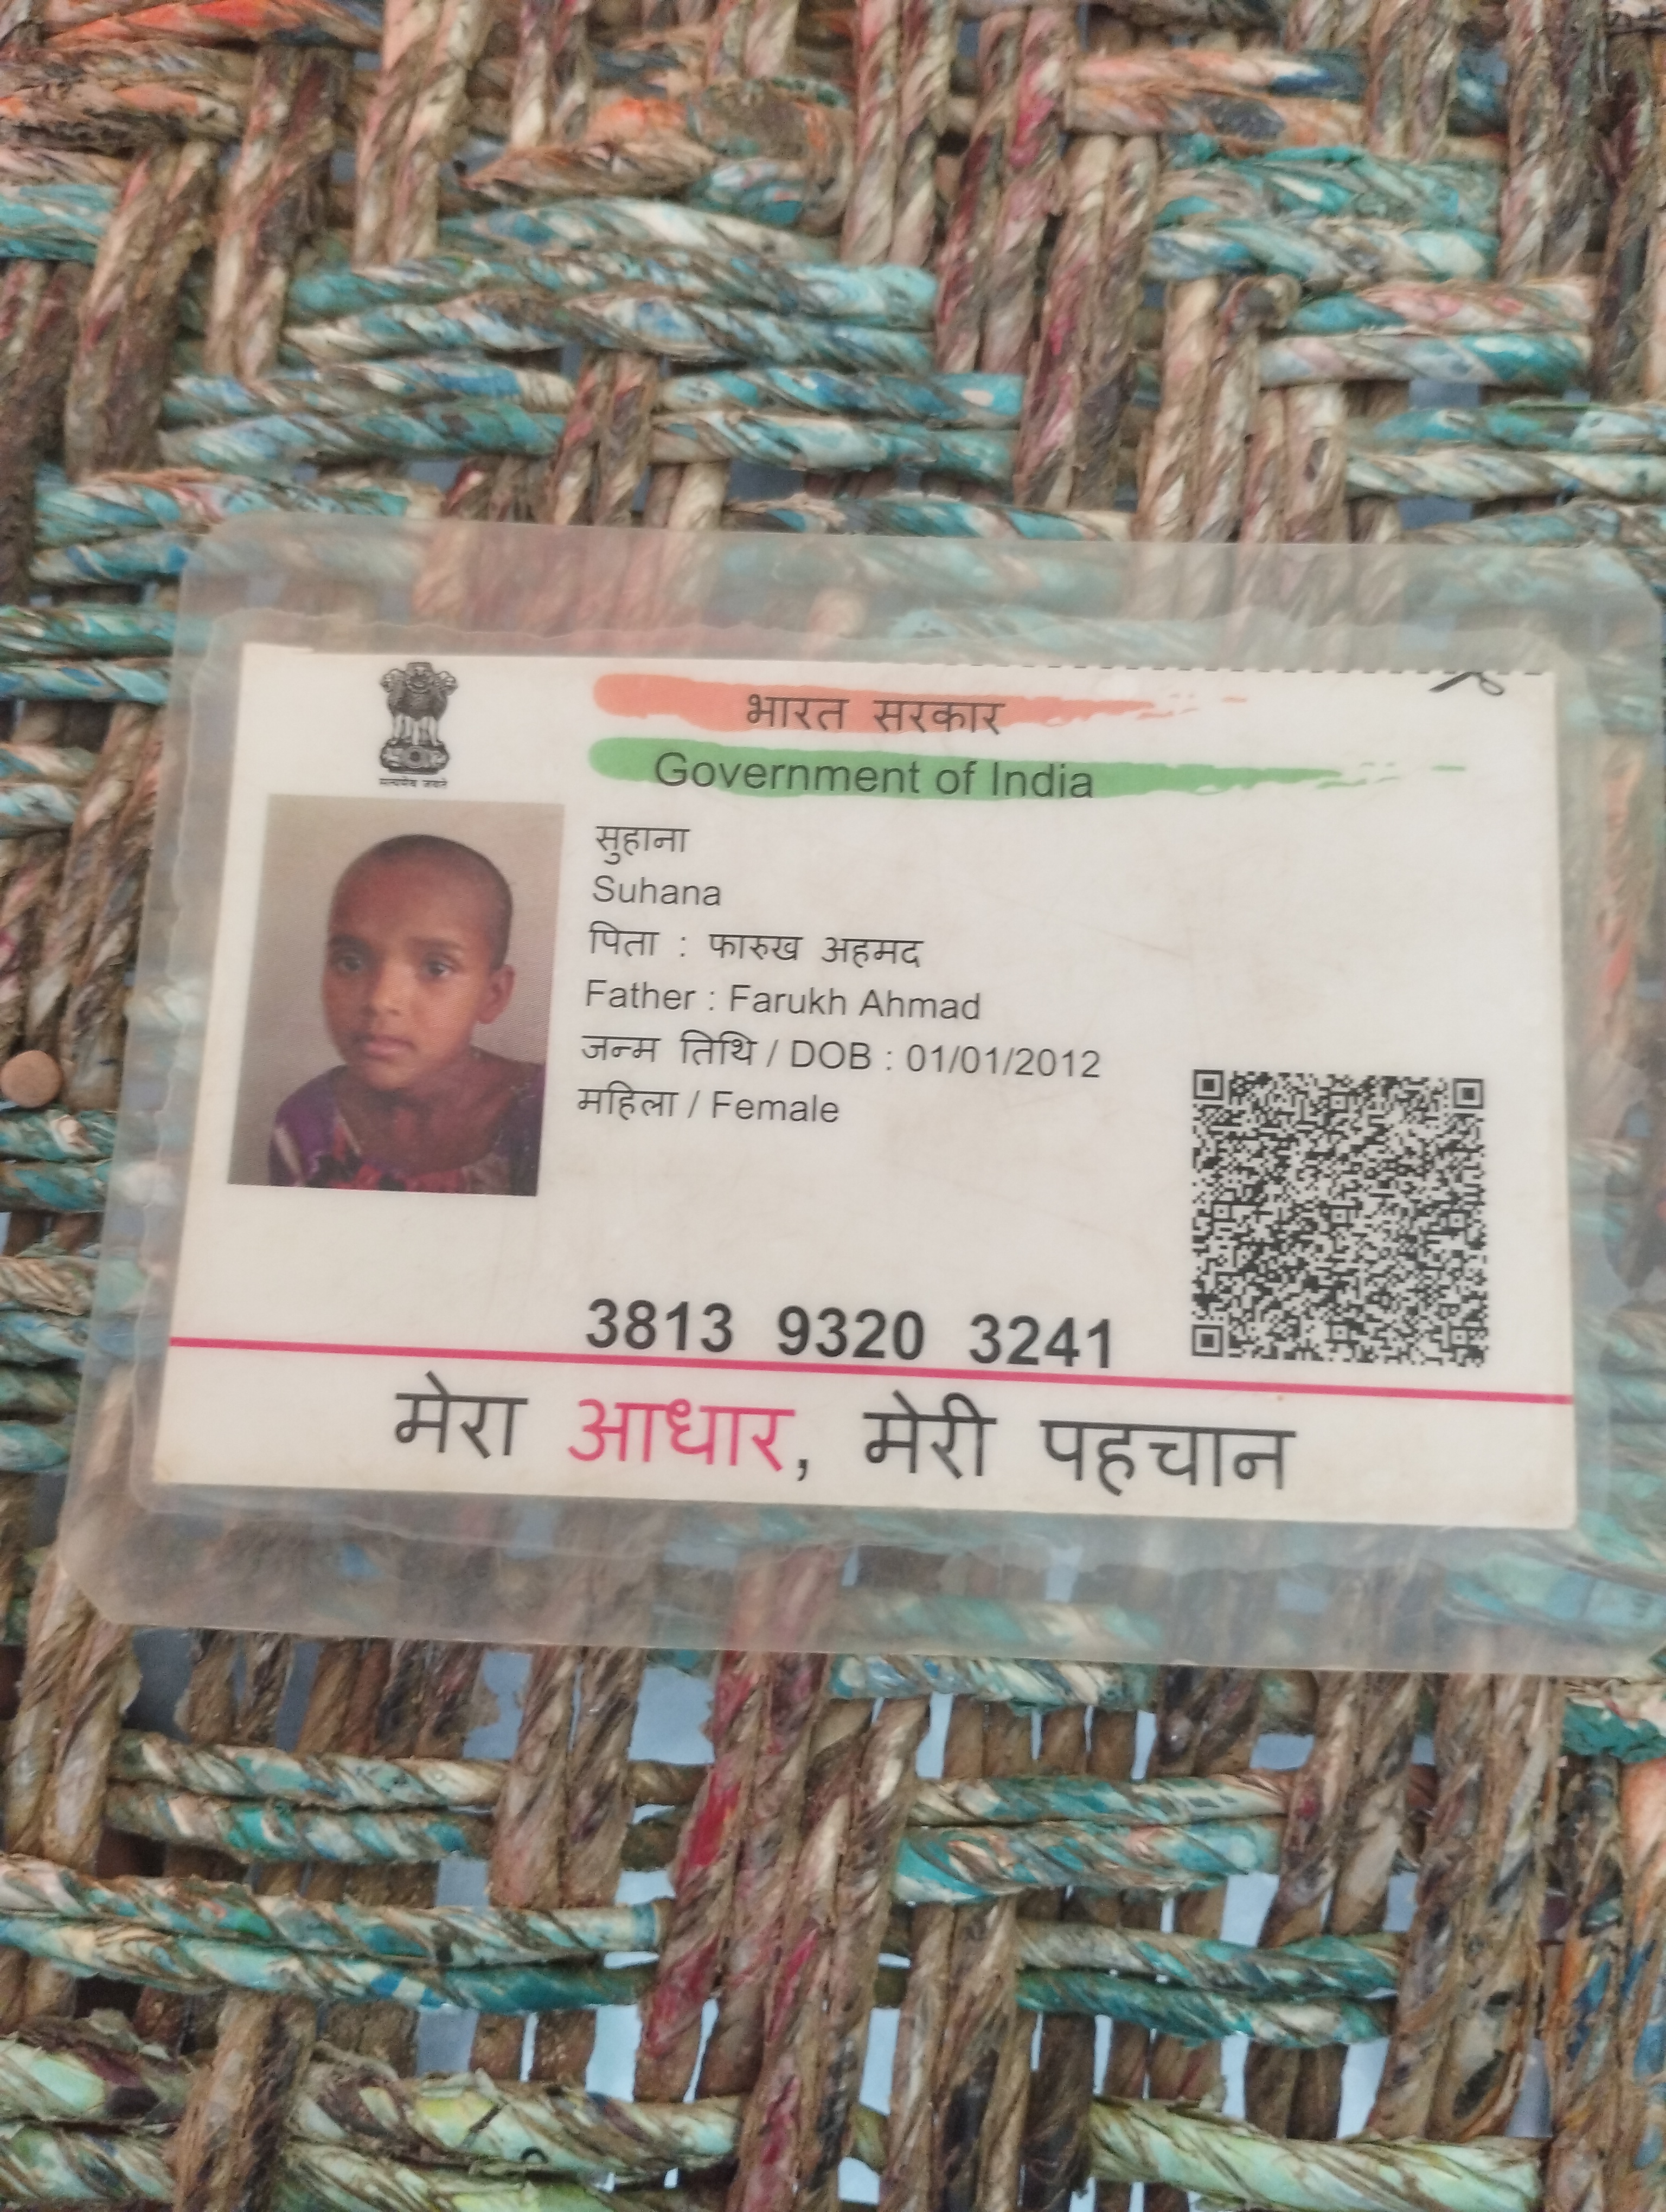 सत्यमेव जयते
भारत सरकार
Government of India
सुहाना
Suhana
पिता : फारुख अहमद
Father : Farukh Ahmad
जन्म तिथि / DOB : 01/01/2012
महिला / Female
3813 9320 3241
मेरा आधार, मेरी पहचान